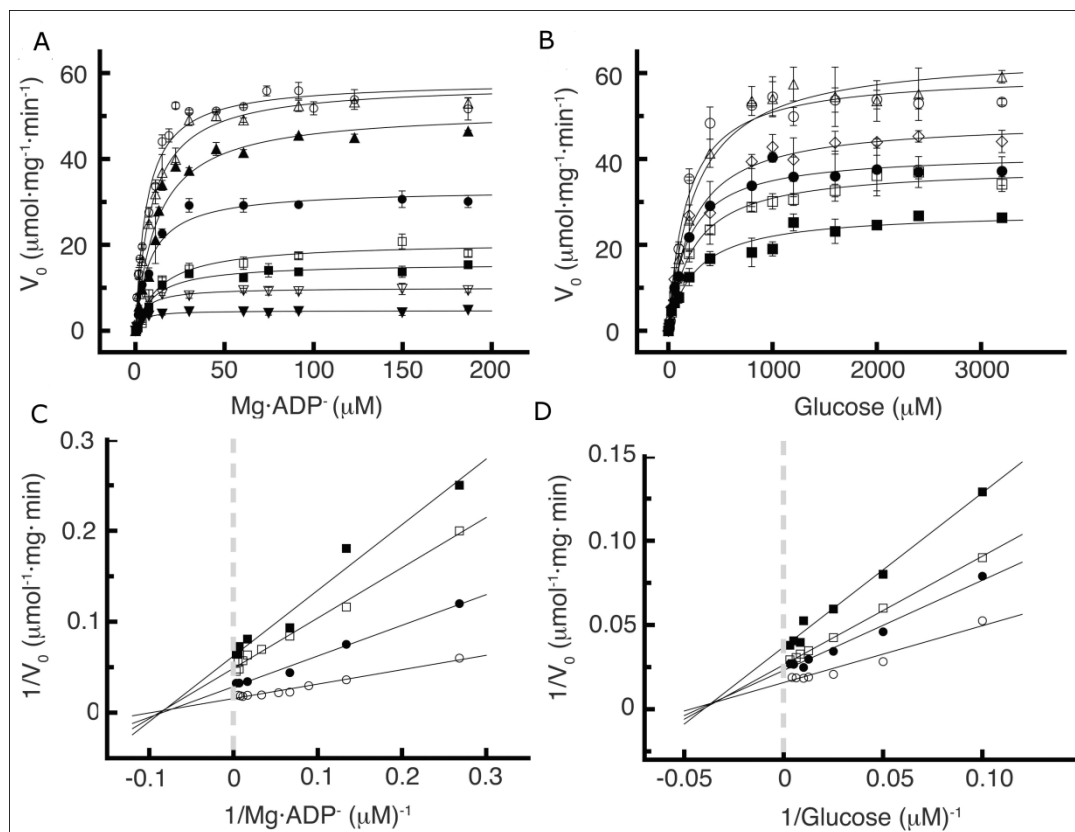 A
60
40
20
0
V₀ (μmol·mg⁻¹·min⁻¹)
0 50 100 150 200
Mg·ADP⁻ (μM)
B
60
40
20
0
V₀ (μmol·mg⁻¹·min⁻¹)
0 1000 2000 3000
Glucose (μM)
C
0.3
0.2
0.1
0
1/V₀ (μmol⁻¹·mg· min)
-0.1 0 0.1 0.2 0.3
1/Mg·ADP⁻ (μM)⁻¹
D
0.15
0.10
0.05
0
1/V₀ (μmol⁻¹·mg· min)
-0.05 0 0.05 0.10
1/Glucose (μM)⁻¹